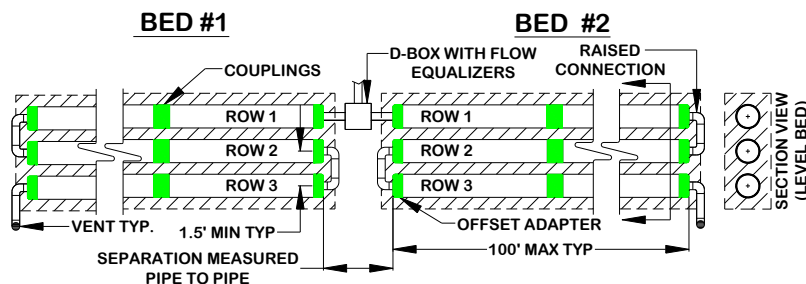 BED #1
BED #2
COUPLINGS
D-BOX WITH FLOW
EQUALIZERS
RAISED
CONNECTION
ROW 1
ROW 2
ROW 3
ROW 1
ROW 2
ROW 3
SECTION VIEW
(LEVEL BED)
VENT TYP.
1.5' MIN TYP
OFFSET ADAPTER
100' MAX TYP
SEPARATION MEASURED
PIPE TO PIPE